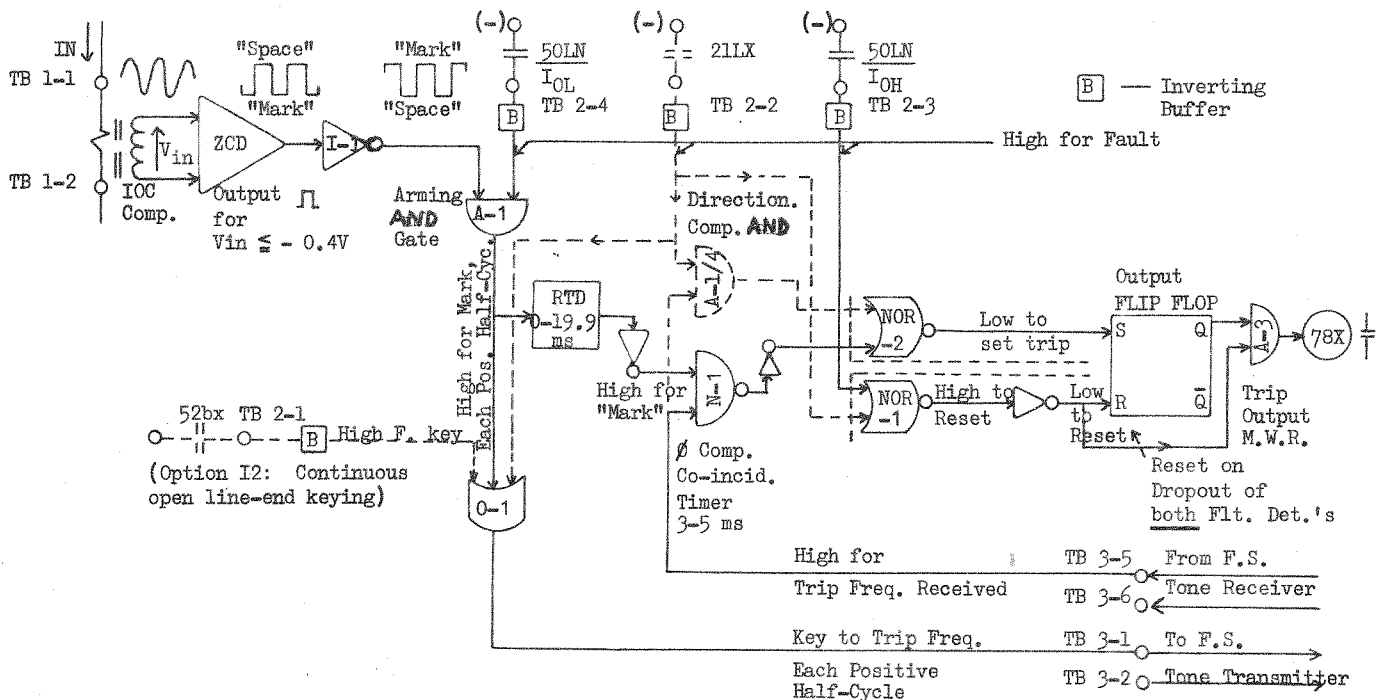 IN
TB 1-1
TB 1-2
IOC
Comp.
Vin
"Space"
"Mark"
ZCD
Output
for
Vin ≦ - 0.4V
I-1
"Mark"
"Space"
(-)
50LN
IOL
TB 2-4
B
(-)
21LX
TB 2-2
B
(-)
50LN
IOH
TB 2-3
B
B — Inverting
Buffer
High for Fault
Arming
AND
Gate
A-1
Direction.
Comp. AND
A-1/4
High for Mark,
Each Pos. Half-Cyc.
RTD
0-19.9
ms
High for
"Mark"
N-1
Ø Comp.
Co-incid.
Timer
3-5 ms
NOR
-2
Low to
set trip
NOR
-1
High to
Reset
Low
to
Reset
Output
FLIP FLOP
S
Q
R
Q̅
A-3
78X
Trip
Output
M.W.R.
Reset on
Dropout of
both Flt. Det.'s
52bx
TB 2-1
B
High F. key
(Option I2: Continuous
open line-end keying)
O-1
High for
Trip Freq. Received
TB 3-5
From F.S.
TB 3-6
Tone Receiver
Key to Trip Freq.
Each Positive
Half-Cycle
TB 3-1
To F.S.
TB 3-2
Tone Transmitter